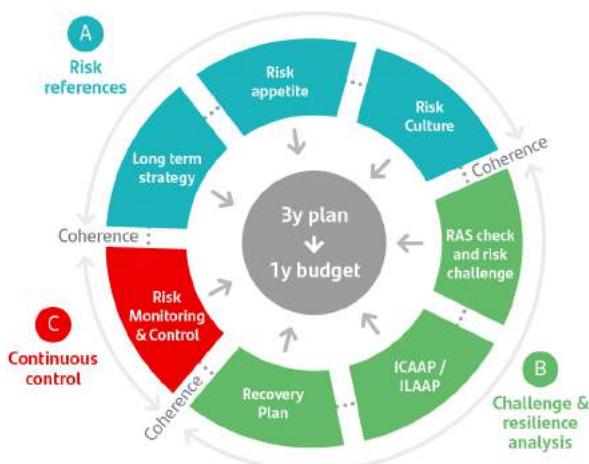 A
Risk
references
Risk
appetite
Risk
Culture
Long term
strategy
Coherence
Coherence
3y plan
1y budget
RAS check
and risk
challenge
Risk
Monitoring
& Control
C
Continuous
control
Coherence
Recovery
Plan
ICAAP /
ILAAP
B
Challenge &
resilience
analysis